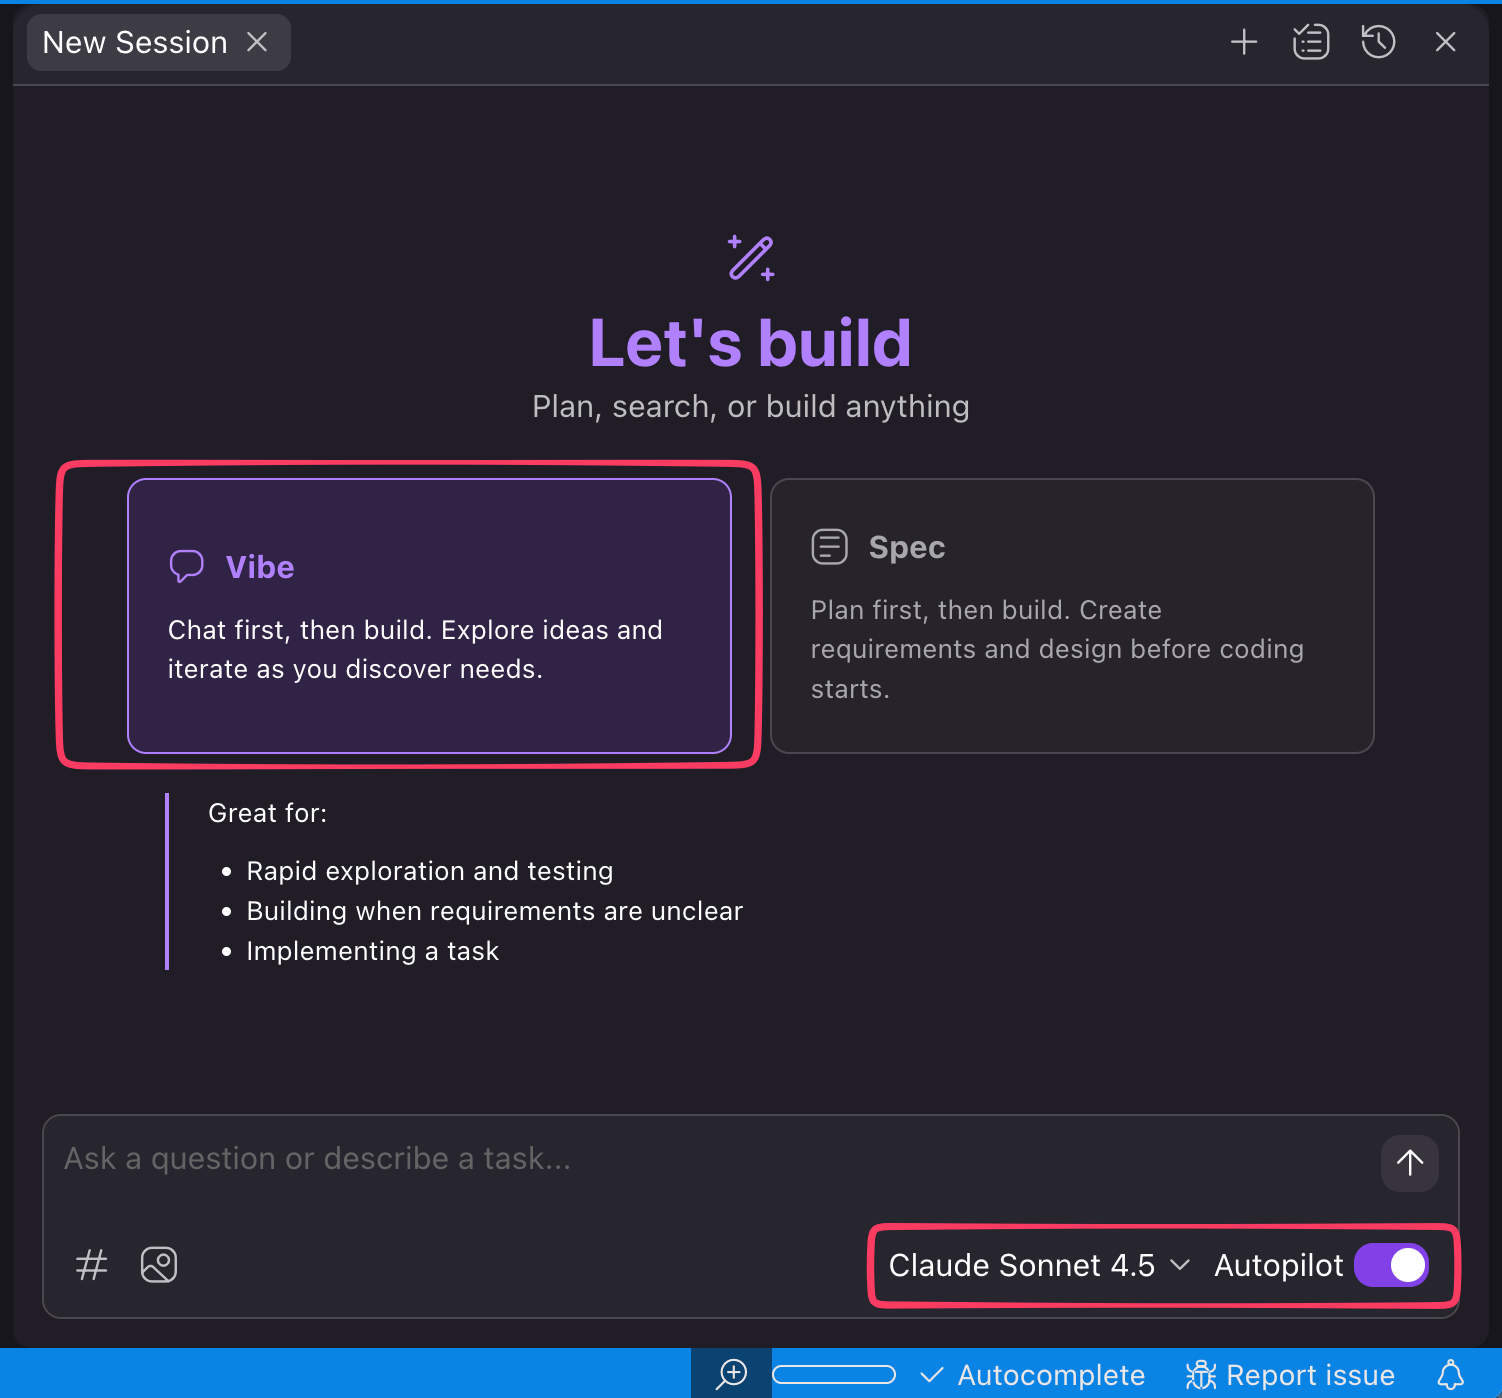 New Session
Let's build
Plan, search, or build anything
Vibe
Chat first, then build. Explore ideas and
iterate as you discover needs.
Spec
Plan first, then build. Create
requirements and design before coding
starts.
Great for:
• Rapid exploration and testing
• Building when requirements are unclear
• Implementing a task
Ask a question or describe a task...
Claude Sonnet 4.5
Autopilot
Autocomplete
Report issue